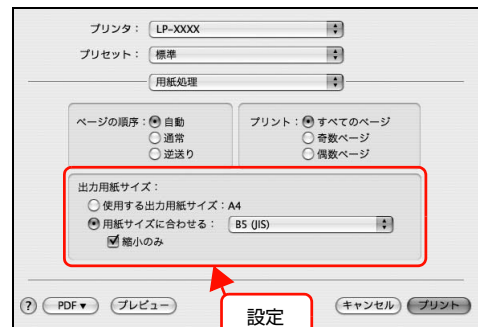 プリンタ： LP-XXXX
プリセット： 標準
用紙処理
ページの順序： 自動
通常
逆送り
プリント： すべてのページ
奇数ページ
偶数ページ
出力用紙サイズ：
使用する出力用紙サイズ：A4
用紙サイズに合わせる： B5 (JIS)
縮小のみ
? PDF▼ プレビュー キャンセル プリント
設定